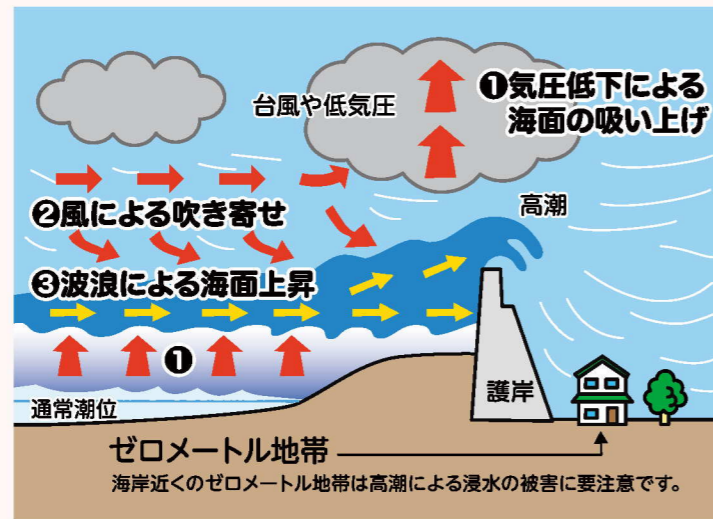 台風や低気圧
❶気圧低下による
海面の吸い上げ
❷風による吹き寄せ
高潮
❸波浪による海面上昇
❶
通常潮位
護岸
ゼロメートル地帯
海岸近くのゼロメートル地帯は高潮による浸水の被害に要注意です。